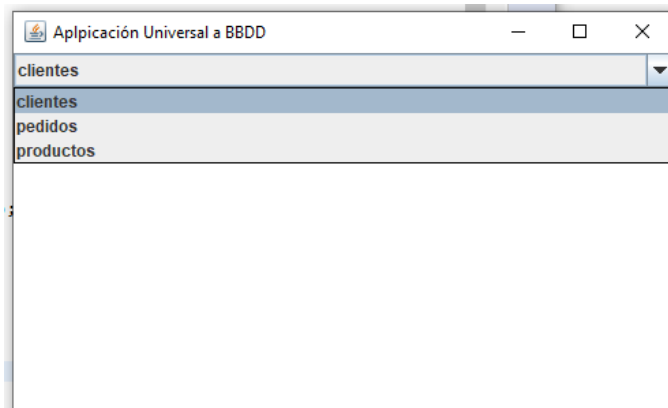 Aplpicación Universal a BBDD
clientes
clientes
pedidos
productos
;